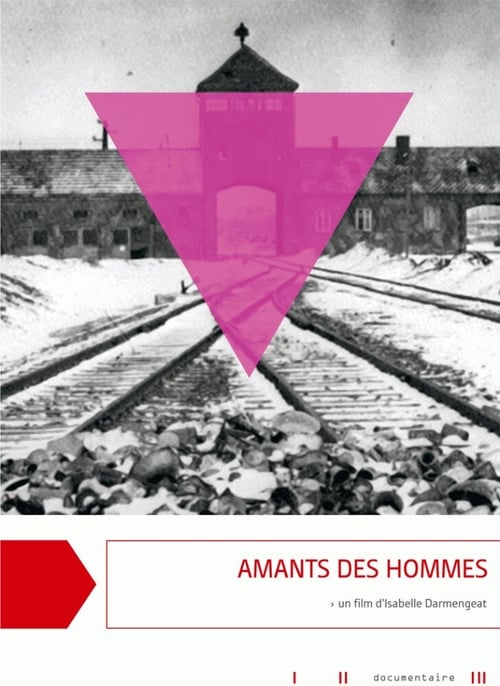 AMANTS DES HOMMES
› un film d'Isabelle Darmengeat
I II documentaire III